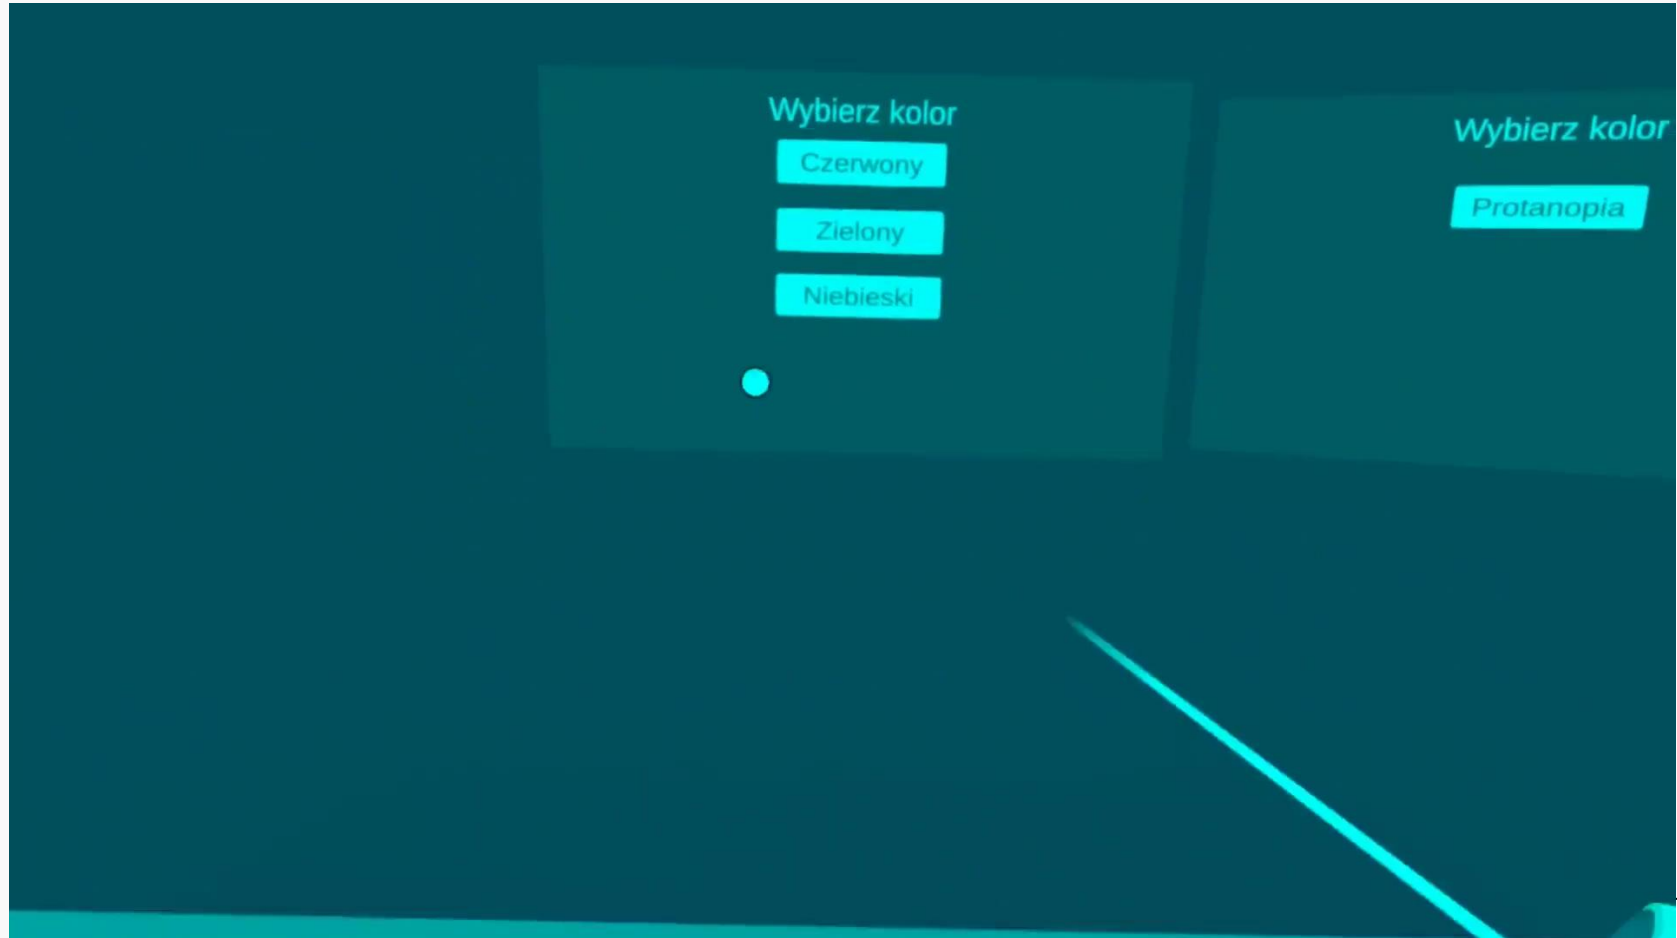 Wybierz kolor
Czerwony
Zielony
Niebieski
Wybierz kolor
Protanopia